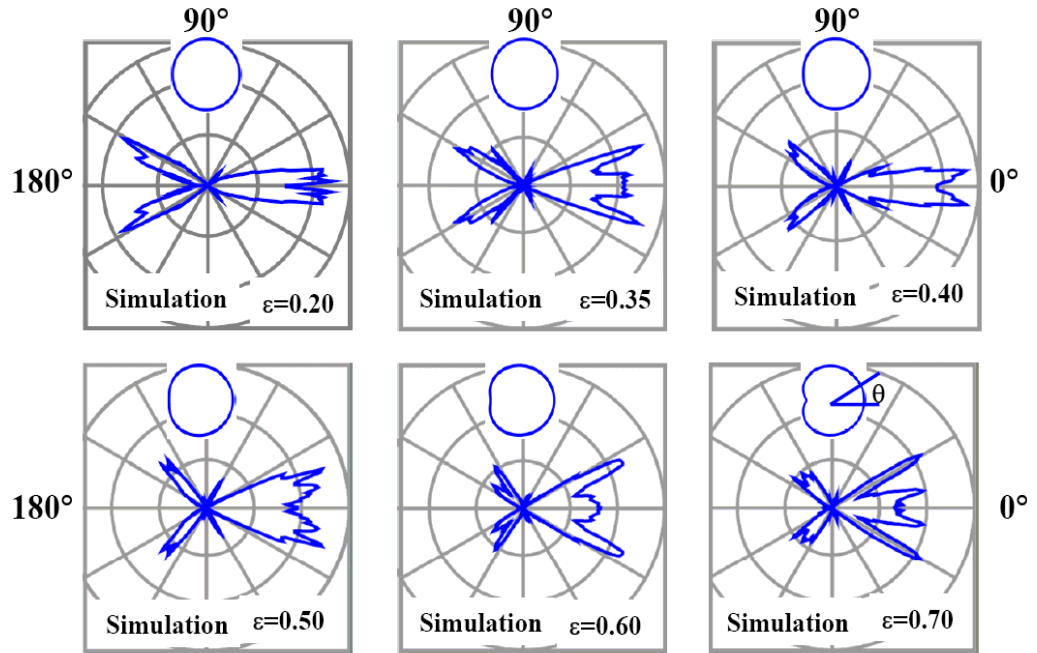 90° 90° 90°
180° 0°
Simulation ε=0.20 Simulation ε=0.35 Simulation ε=0.40
θ
180° 0°
Simulation ε=0.50 Simulation ε=0.60 Simulation ε=0.70